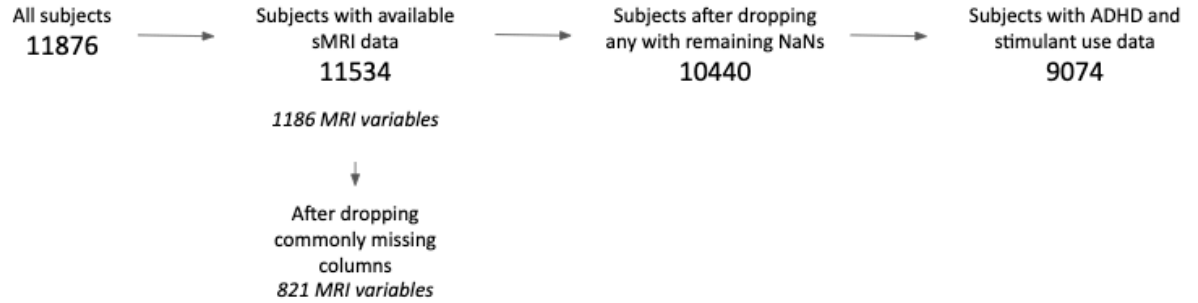 All subjects
11876
Subjects with available
sMRI data
11534
1186 MRI variables
After dropping
commonly missing
columns
821 MRI variables
Subjects after dropping
any with remaining NaNs
10440
Subjects with ADHD and
stimulant use data
9074